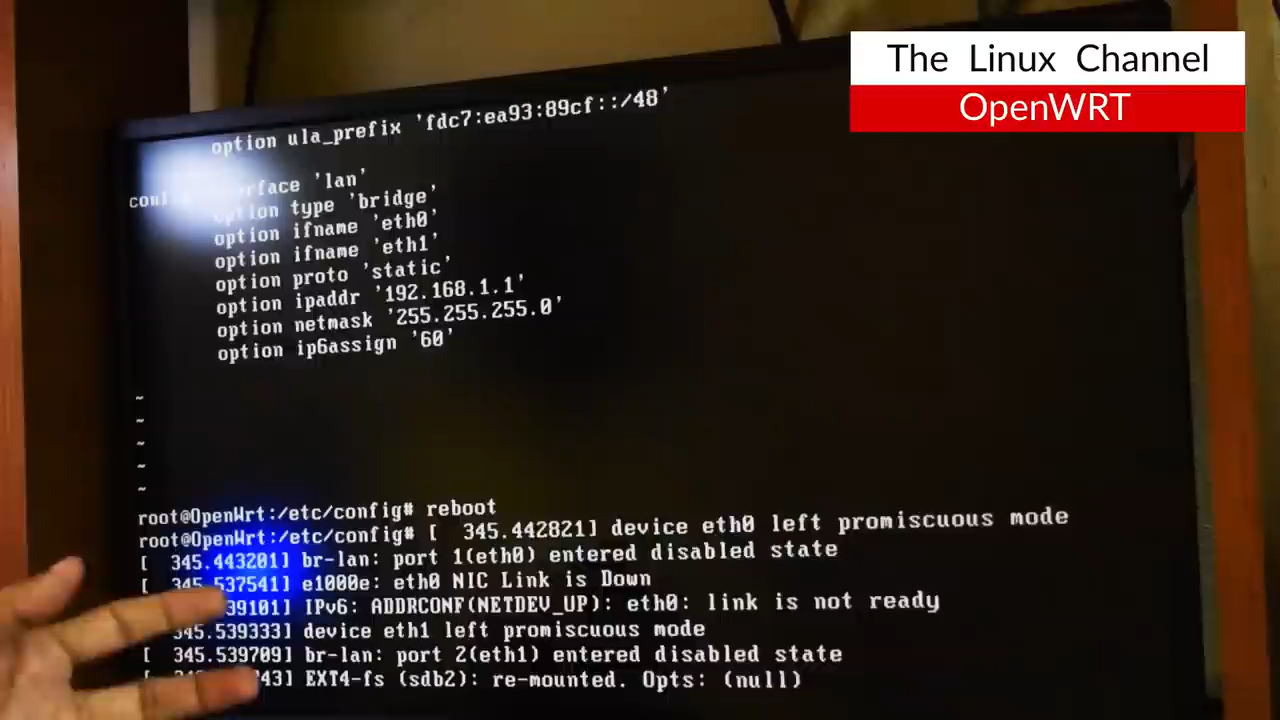 The Linux Channel
OpenWRT
option ula_prefix 'fdc7:ea93:89cf::/48'
'lan'
option type 'bridge'
option ifname 'eth0'
option ifname 'eth1'
option proto 'static'
option ipaddr '192.168.1.1'
option netmask '255.255.255.0'
option ip6assign '60'
~
~
~
~
~
root@OpenWrt:/etc/config# reboot
root@OpenWrt:/etc/config# [ 345.442821] device eth0 left promiscuous mode
[ 345.443201] br-lan: port 1(eth0) entered disabled state
[ 345.537541] e1000e: eth0 NIC Link is Down
39101] IPv6: ADDRCONF(NETDEV_UP): eth0: link is not ready
345.539333] device eth1 left promiscuous mode
[ 345.539709] br-lan: port 2(eth1) entered disabled state
[ 43] EXT4-fs (sdb2): re-mounted. Opts: (null)